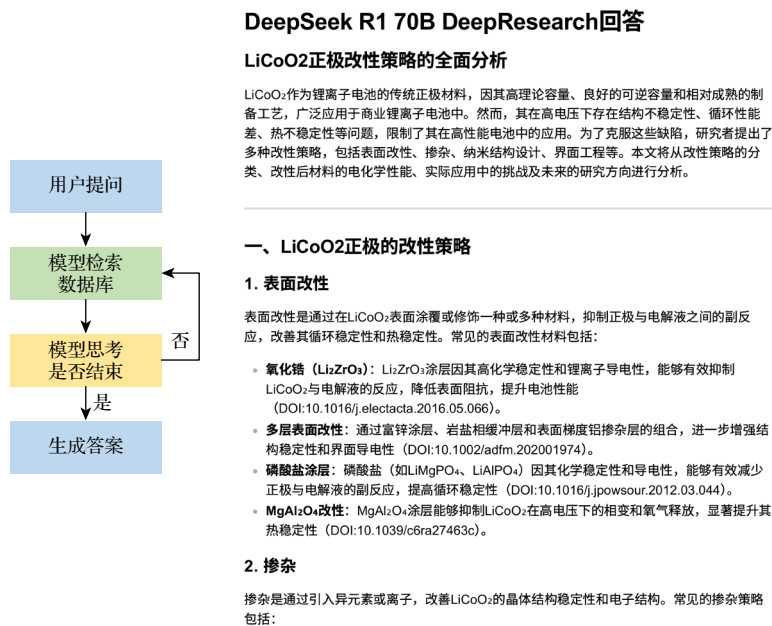 用户提问
模型检索
数据库
模型思考
是否结束
否
是
生成答案
DeepSeek R1 70B DeepResearch回答
LiCoO2正极改性策略的全面分析
LiCoO₂作为锂离子电池的传统正极材料，因其高理论容量、良好的可逆容量和相对成熟的制
备工艺，广泛应用于商业锂离子电池中。然而，其在高电压下存在结构不稳定性、循环性能
差、热不稳定性等问题，限制了其在高性能电池中的应用。为了克服这些缺陷，研究者提出了
多种改性策略，包括表面改性、掺杂、纳米结构设计、界面工程等。本文将从改性策略的分
类、改性后材料的电化学性能、实际应用中的挑战及未来的研究方向进行分析。
一、LiCoO2正极的改性策略
1. 表面改性
表面改性是通过在LiCoO₂表面涂覆或修饰一种或多种材料，抑制正极与电解液之间的副反
应，改善其循环稳定性和热稳定性。常见的表面改性材料包括：
氧化锆（Li₂ZrO₃）：Li₂ZrO₃涂层因其高化学稳定性和锂离子导电性，能够有效抑制
LiCoO₂与电解液的反应，降低表面阻抗，提升电池性能
（DOI:10.1016/j.electacta.2016.05.066）。
多层表面改性：通过富锌涂层、岩盐相缓冲层和表面梯度铝掺杂层的组合，进一步增强结
构稳定性和界面导电性（DOI:10.1002/adfm.202001974）。
磷酸盐涂层：磷酸盐（如LiMgPO₄、LiAlPO₄）因其化学稳定性和导电性，能够有效减少
正极与电解液的副反应，提高循环稳定性（DOI:10.1016/j.jpowsour.2012.03.044）。
MgAl₂O₄改性：MgAl₂O₄涂层能够抑制LiCoO₂在高电压下的相变和氧气释放，显著提升其
热稳定性（DOI:10.1039/c6ra27463c）。
2. 掺杂
掺杂是通过引入异元素或离子，改善LiCoO₂的晶体结构稳定性和电子结构。常见的掺杂策略
包括：